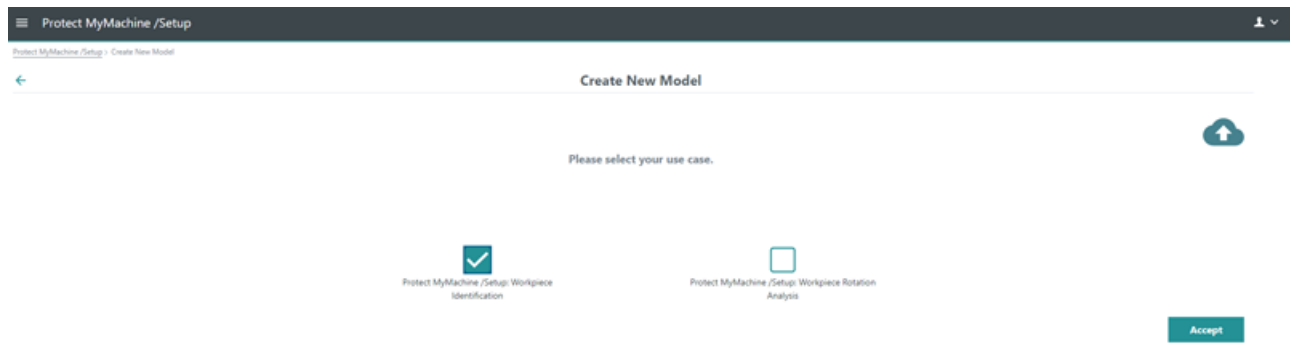 Protect MyMachine /Setup
Protect MyMachine /Setup > Create New Model
Create New Model
Please select your use case.
Protect MyMachine /Setup: Workpiece
Identification
Protect MyMachine /Setup: Workpiece Rotation
Analysis
Accept